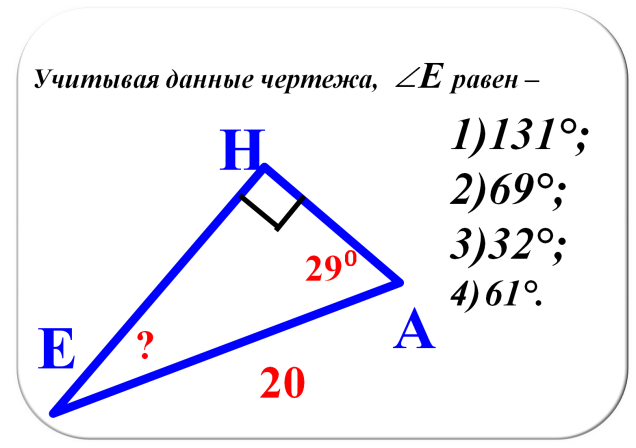 Учитывая данные чертежа, ∠E равен –
1)131°;
2)69°;
3)32°;
4)61°.
H
29⁰
A
E
?
20